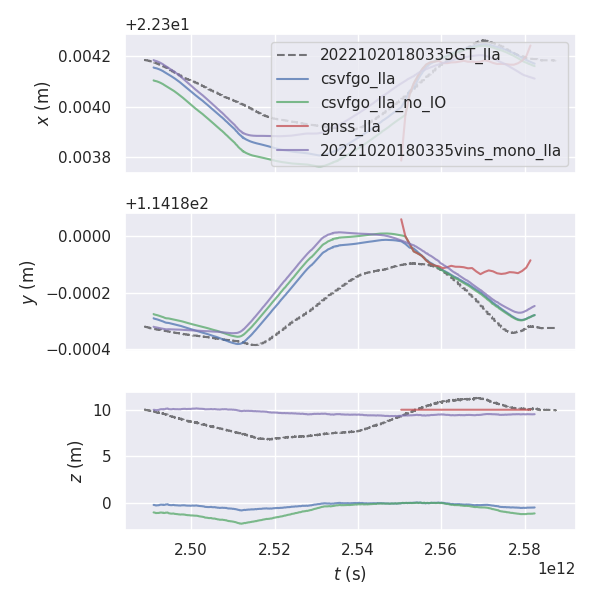 +2.23e1
0.0042
0.0040
0.0038
x (m)
20221020180335GT_lla
csvfgo_lla
csvfgo_lla_no_IO
gnss_lla
20221020180335vins_mono_lla
+1.1418e2
0.0000
−0.0002
−0.0004
y (m)
10
5
0
z (m)
2.50 2.52 2.54 2.56 2.58
1e12
t (s)